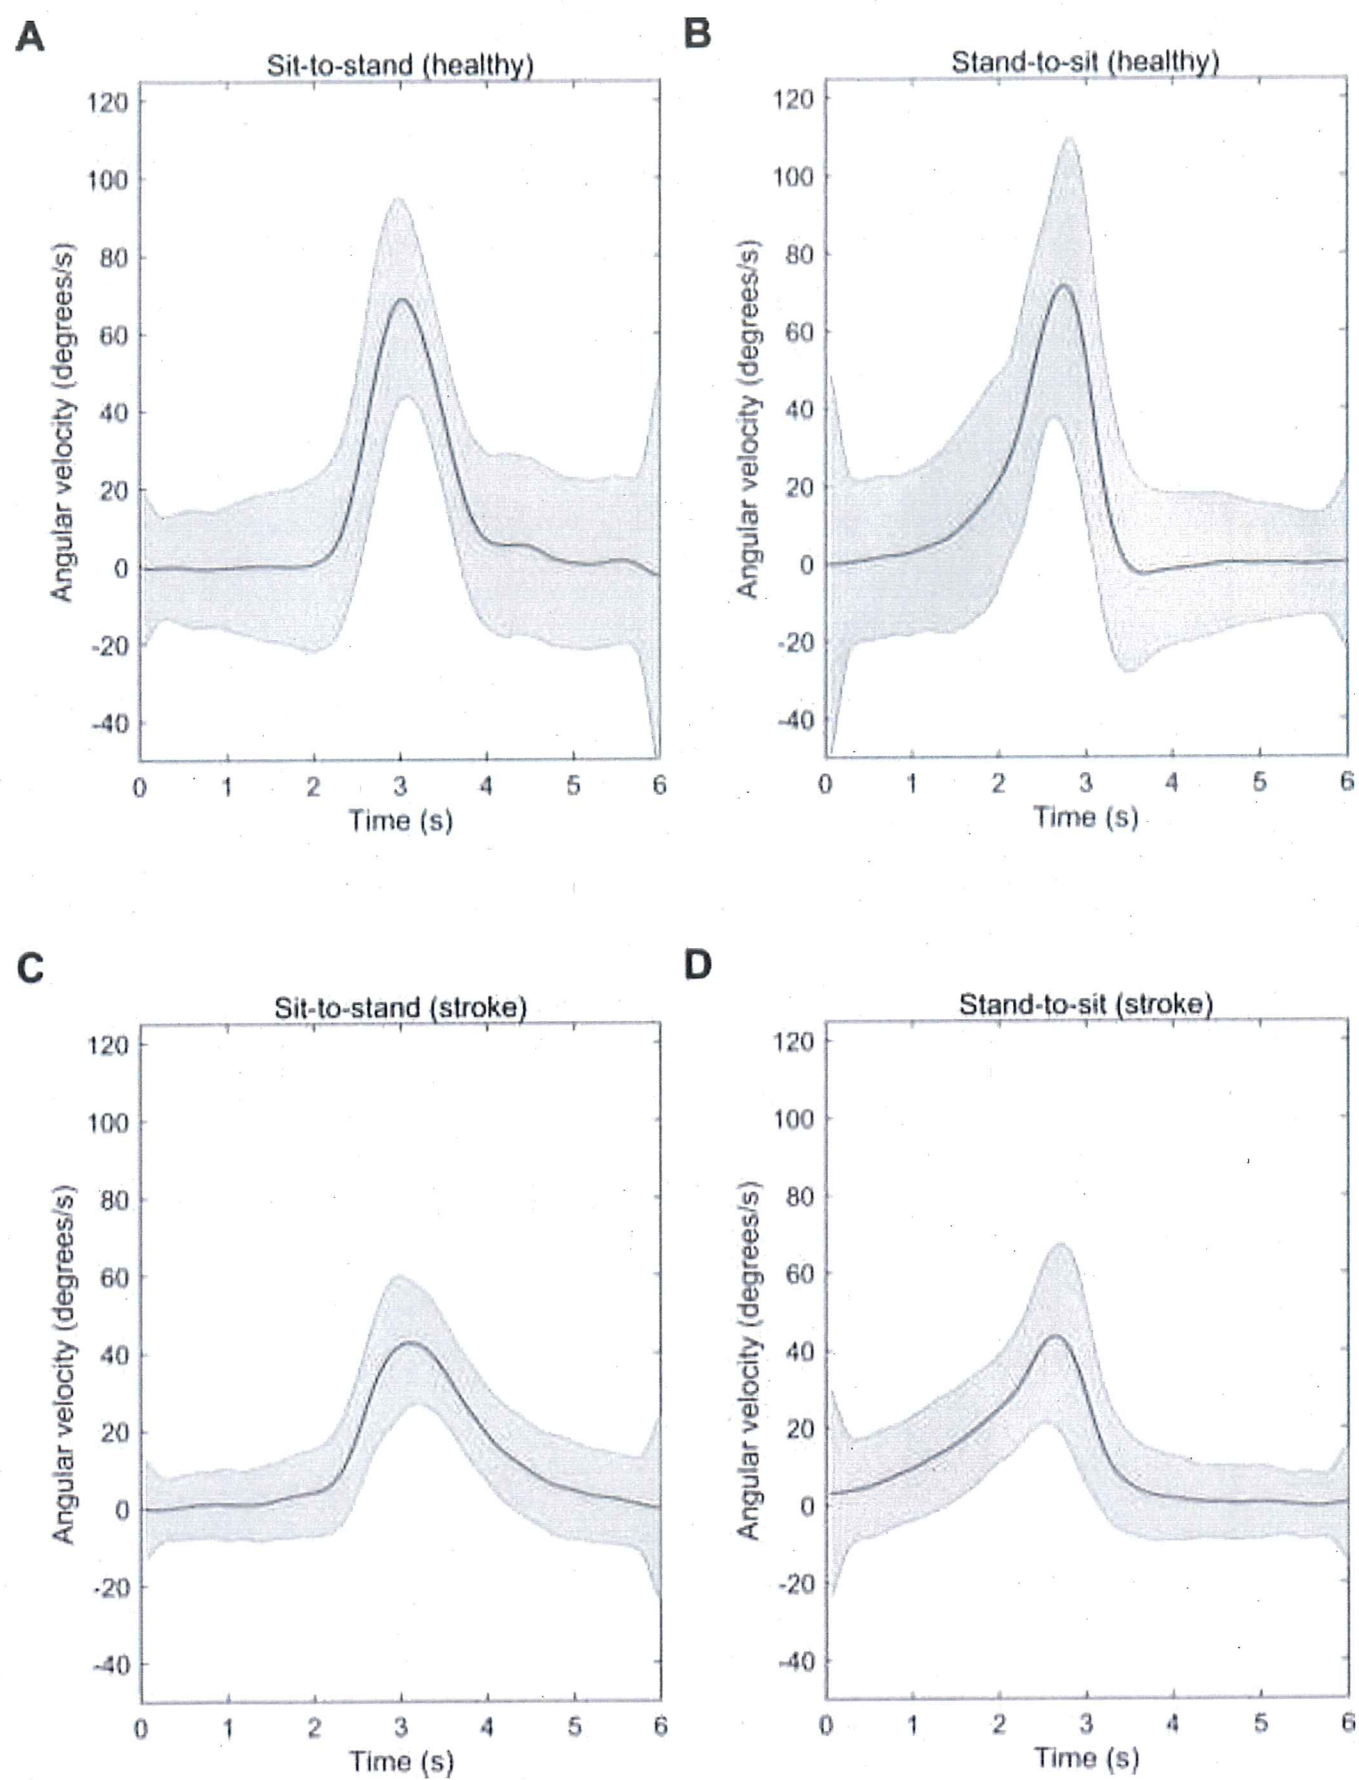 A
Sit-to-stand (healthy)
120
100
80
60
40
20
0
-20
-40
Angular velocity (degrees/s)
0 1 2 3 4 5 6
Time (s)
B
Stand-to-sit (healthy)
120
100
80
60
40
20
0
-20
-40
Angular velocity (degrees/s)
0 1 2 3 4 5 6
Time (s)
C
Sit-to-stand (stroke)
120
100
80
60
40
20
0
-20
-40
Angular velocity (degrees/s)
0 1 2 3 4 5 6
Time (s)
D
Stand-to-sit (stroke)
120
100
80
60
40
20
0
-20
-40
Angular velocity (degrees/s)
0 1 2 3 4 5 6
Time (s)